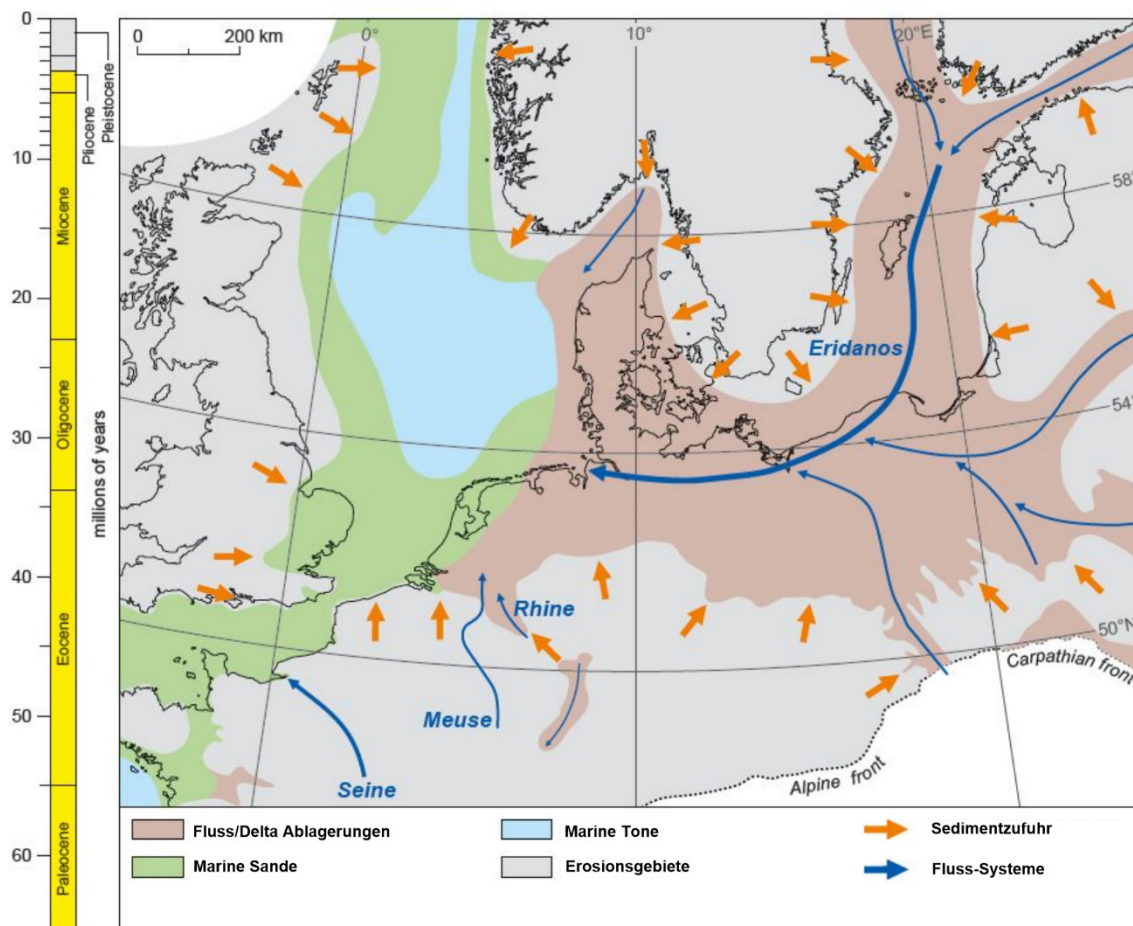 0
10
20
30
40
50
60
millions of years
Pleistocene
Pliocene
Miocene
Oligocene
Eocene
Paleocene
0 200 km
0°
10°
20°E
58°
54°
50°N
Eridanos
Rhine
Meuse
Seine
Carpathian front
Alpine front
Fluss/Delta Ablagerungen
Marine Sande
Marine Tone
Erosionsgebiete
Sedimentzufuhr
Fluss-Systeme